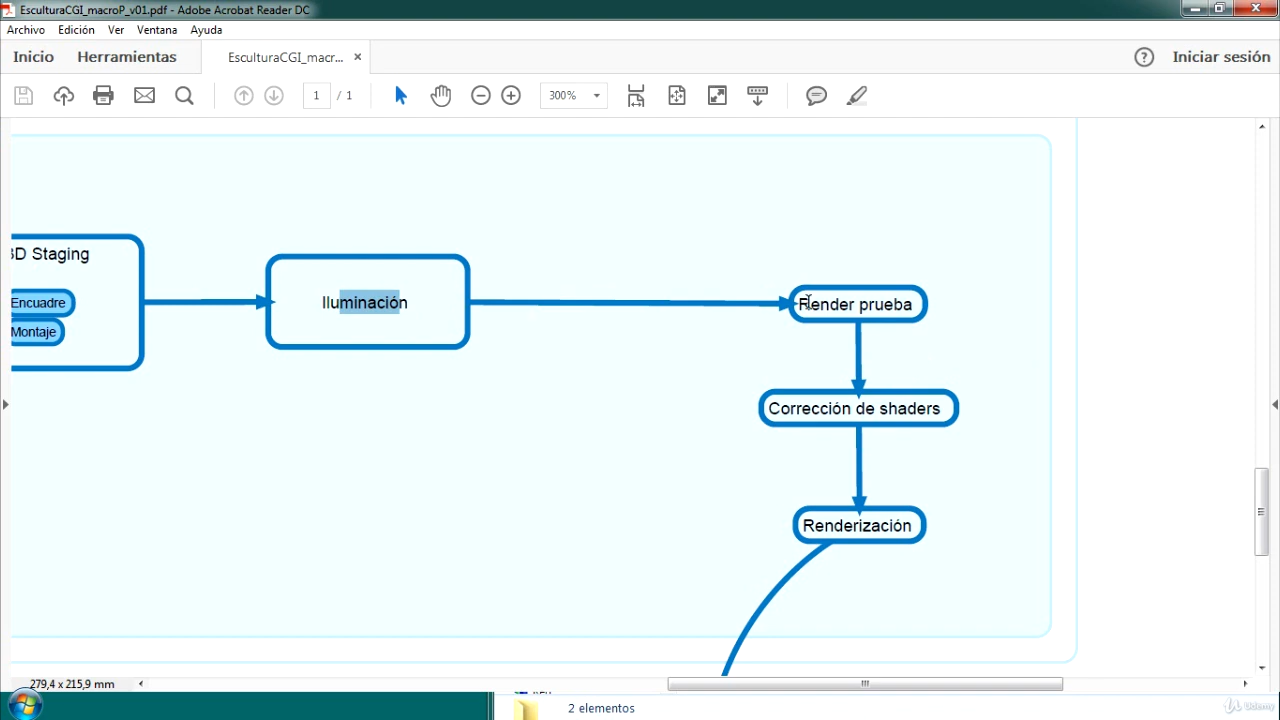 EsculturaCGI_macroP_v01.pdf - Adobe Acrobat Reader DC
Archivo Edición Ver Ventana Ayuda
Inicio Herramientas EsculturaCGI_macr... × Iniciar sesión
1 / 1 300%
3D Staging
Encuadre
Montaje
Iluminación
Render prueba
Corrección de shaders
Renderización
279,4 x 215,9 mm
2 elementos
Udemy